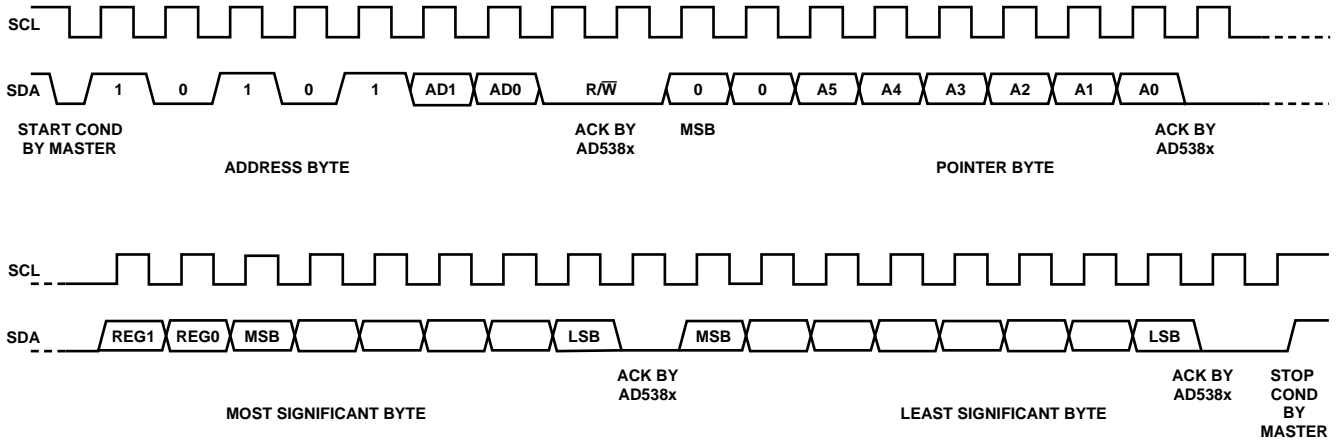 SCL
SDA 1 0 1 0 1 AD1 AD0 R/W̅ 0 0 A5 A4 A3 A2 A1 A0
START COND
BY MASTER
ACK BY
AD538x
MSB
ACK BY
AD538x
ADDRESS BYTE
POINTER BYTE
SCL
SDA REG1 REG0 MSB LSB MSB LSB
ACK BY
AD538x
ACK BY
AD538x
STOP
COND
BY
MASTER
MOST SIGNIFICANT BYTE
LEAST SIGNIFICANT BYTE